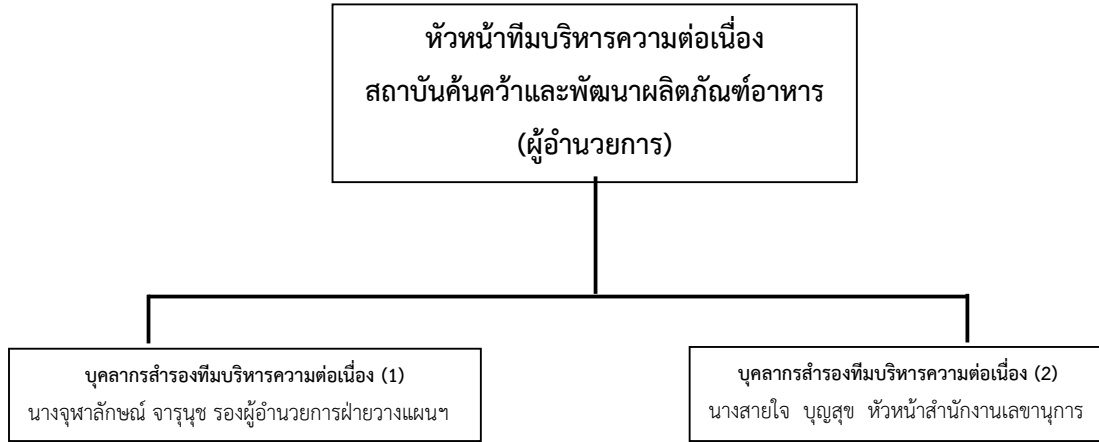 หัวหน้าทีมบริหารความต่อเนื่อง
สถาบันค้นคว้าและพัฒนาผลิตภัณฑ์อาหาร
(ผู้อำนวยการ)
บุคลากรสำรองทีมบริหารความต่อเนื่อง (1)
นางจุฬาลักษณ์ จารุนุช รองผู้อำนวยการฝ่ายวางแผนฯ
บุคลากรสำรองทีมบริหารความต่อเนื่อง (2)
นางสายใจ บุญสุข หัวหน้าสำนักงานเลขานุการ